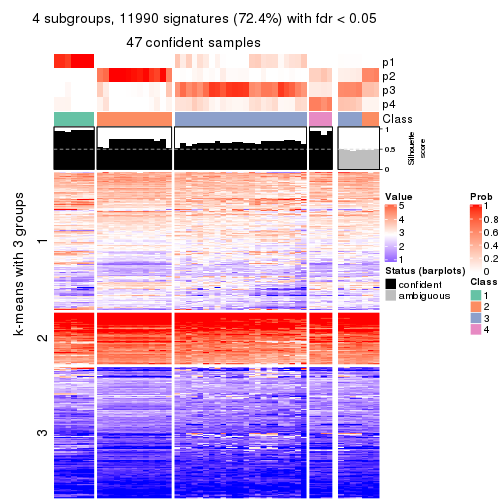 4 subgroups, 11990 signatures (72.4%) with fdr < 0.05
47 confident samples
p1
p2
p3
p4
Class
1
0.5
0
Silhouette
score
k-means with 3 groups
1
2
3
Value
5
4
3
2
1
Status (barplots)
confident
ambiguous
Prob
1
0.8
0.6
0.4
0.2
0
Class
1
2
3
4